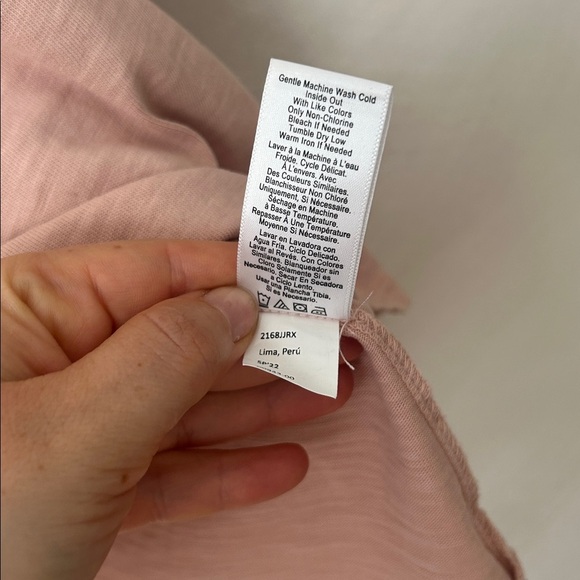 Gentle Machine Wash Cold
Inside Out
With Like Colors
Only Non-Chlorine
Bleach If Needed
Tumble Dry Low
Warm Iron If Needed
Laver à la Machine à L'eau
Froide. Cycle Délicat.
À L'envers. Avec
Des Couleurs Similaires.
Blanchisseur Non Chloré
Uniquement, Si Nécessaire.
Séchage en Machine
à Basse Température
Repasser À Une Température
Moyenne Si Nécessaire.
Lavar en Lavadora con
Agua Fría. Ciclo Delicado.
Lavar al Revés. Con Colores
Similares. Blanqueador sin
Cloro Solamente Si es
Necesario. Secar En Secadora
a Ciclo Lento.
Usar una Plancha Tibia,
Si es Necesario.
2168JJRX
Lima, Perú
SP'22